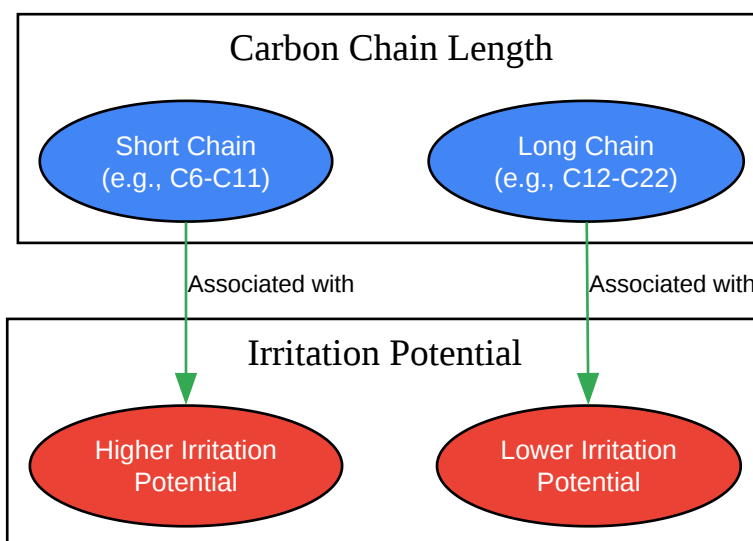 Carbon Chain Length
Short Chain
(e.g., C6-C11)
Long Chain
(e.g., C12-C22)
Associated with
Associated with
Irritation Potential
Higher Irritation
Potential
Lower Irritation
Potential